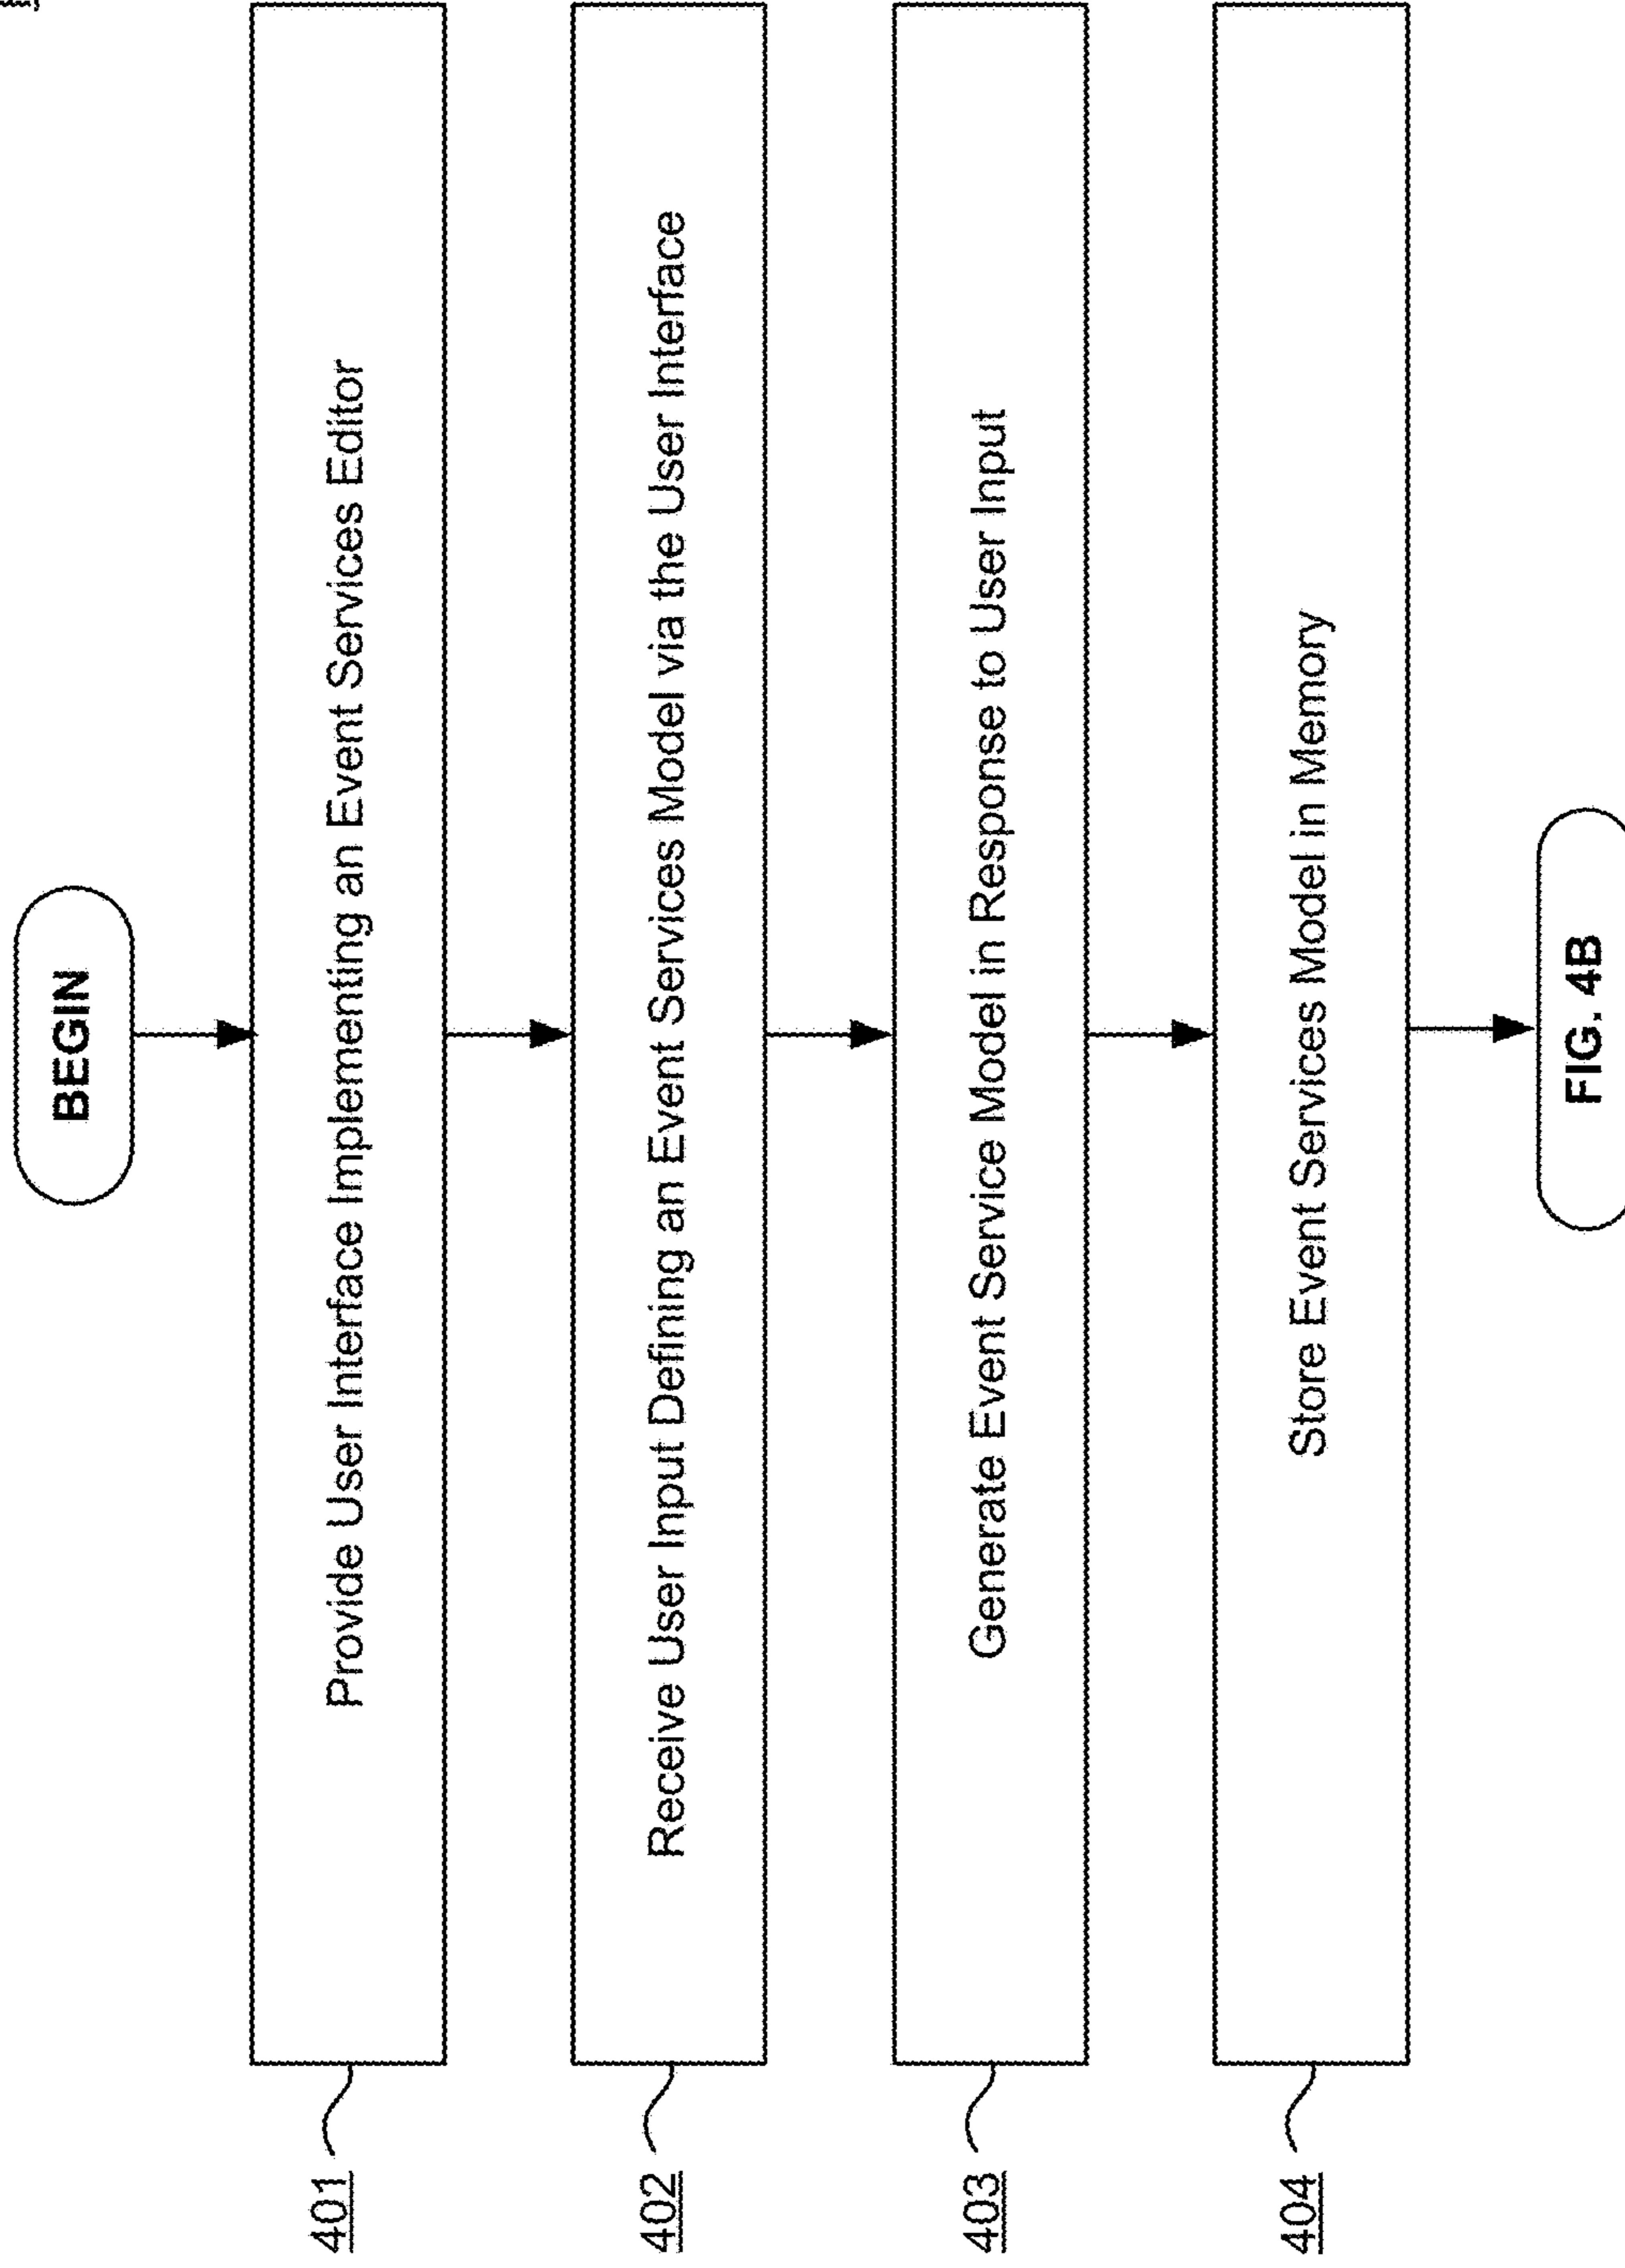 BEGIN
401
Provide User Interface Implementing an Event Services Editor
402
Receive User Input Defining an Event Services Model via the User Interface
403
Generate Event Service Model in Response to User Input
404
Store Event Services Model in Memory
FIG. 4B